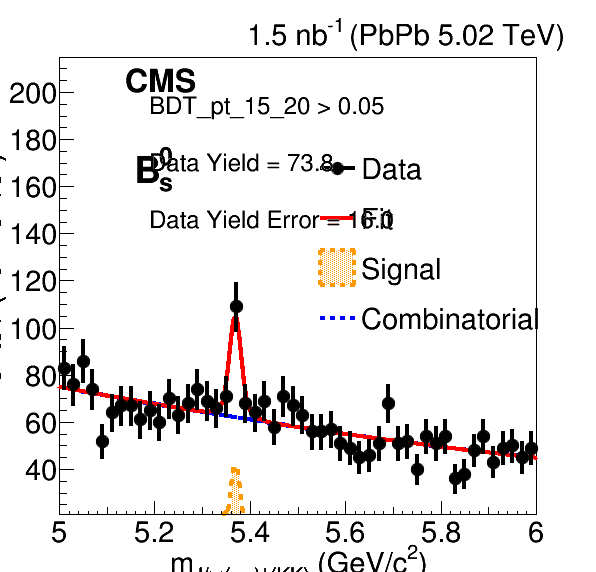 1.5 nb-1 (PbPb 5.02 TeV)
CMS
BDT_pt_15_20 > 0.05
B0s
Data Yield = 73.8
Data
Data Yield Error = 16.0
Fit
Signal
Combinatorial
200
180
160
140
120
100
80
60
40
5 5.2 5.4 5.6 5.8 6
m (GeV/c2)